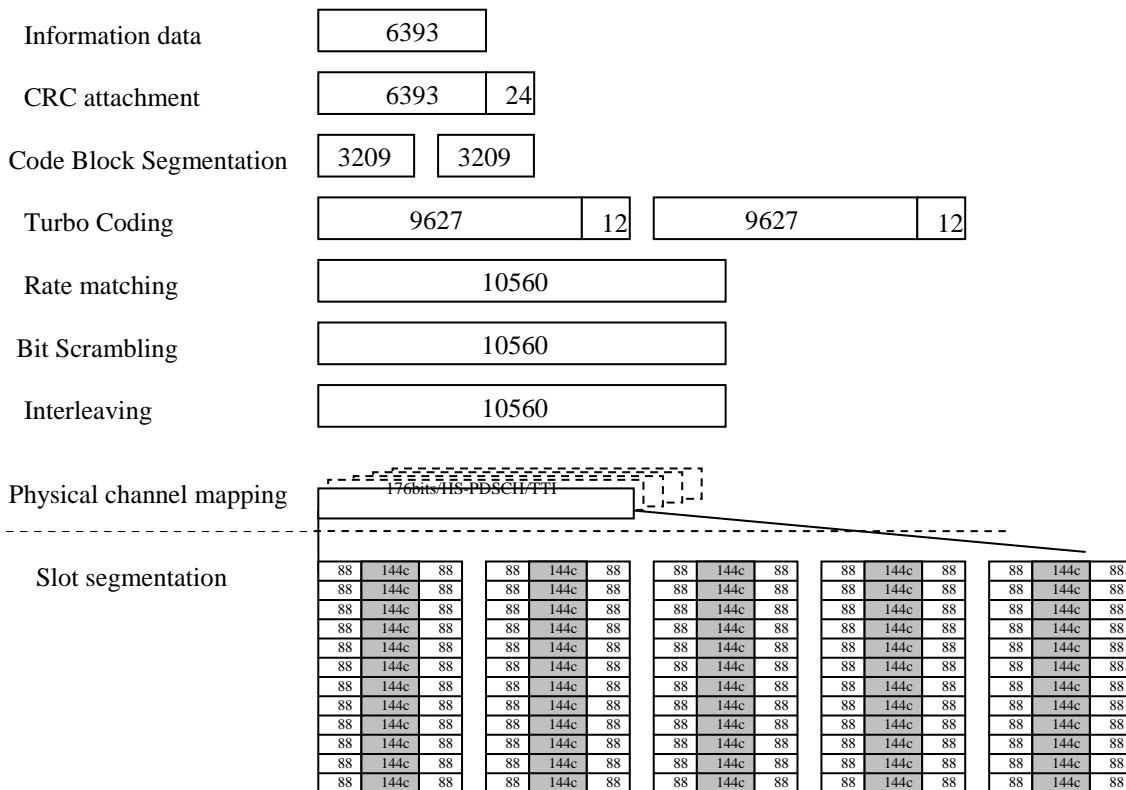 Information data 6393
CRC attachment 6393 24
Code Block Segmentation 3209 3209
Turbo Coding 9627 12 9627 12
Rate matching 10560
Bit Scrambling 10560
Interleaving 10560
Physical channel mapping 176bits/HS-PDSCH/TTI
Slot segmentation
88 144c 88 88 144c 88 88 144c 88 88 144c 88 88 144c 88
88 144c 88 88 144c 88 88 144c 88 88 144c 88 88 144c 88
88 144c 88 88 144c 88 88 144c 88 88 144c 88 88 144c 88
88 144c 88 88 144c 88 88 144c 88 88 144c 88 88 144c 88
88 144c 88 88 144c 88 88 144c 88 88 144c 88 88 144c 88
88 144c 88 88 144c 88 88 144c 88 88 144c 88 88 144c 88
88 144c 88 88 144c 88 88 144c 88 88 144c 88 88 144c 88
88 144c 88 88 144c 88 88 144c 88 88 144c 88 88 144c 88
88 144c 88 88 144c 88 88 144c 88 88 144c 88 88 144c 88
88 144c 88 88 144c 88 88 144c 88 88 144c 88 88 144c 88
88 144c 88 88 144c 88 88 144c 88 88 144c 88 88 144c 88
88 144c 88 88 144c 88 88 144c 88 88 144c 88 88 144c 88